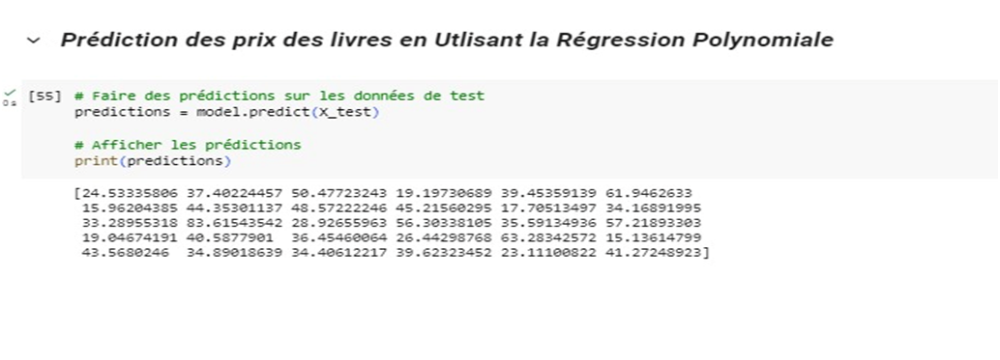 Prédiction des prix des livres en Utlisant la Régression Polynomiale
[55] # Faire des prédictions sur les données de test
predictions = model.predict(X_test)
# Afficher les prédictions
print(predictions)
0s
[24.53335806 37.40224457 50.47723243 19.19730689 39.45359139 61.9462633
15.96204385 44.35301137 48.57222246 45.21560295 17.70513497 34.16891995
33.28955318 83.61543542 28.92655963 56.30338105 35.59134936 57.21893303
19.04674191 40.5877901 36.45460064 26.44298768 63.28342572 15.13614799
43.5680246 34.89018639 34.40612217 39.62323452 23.11100822 41.27248923]